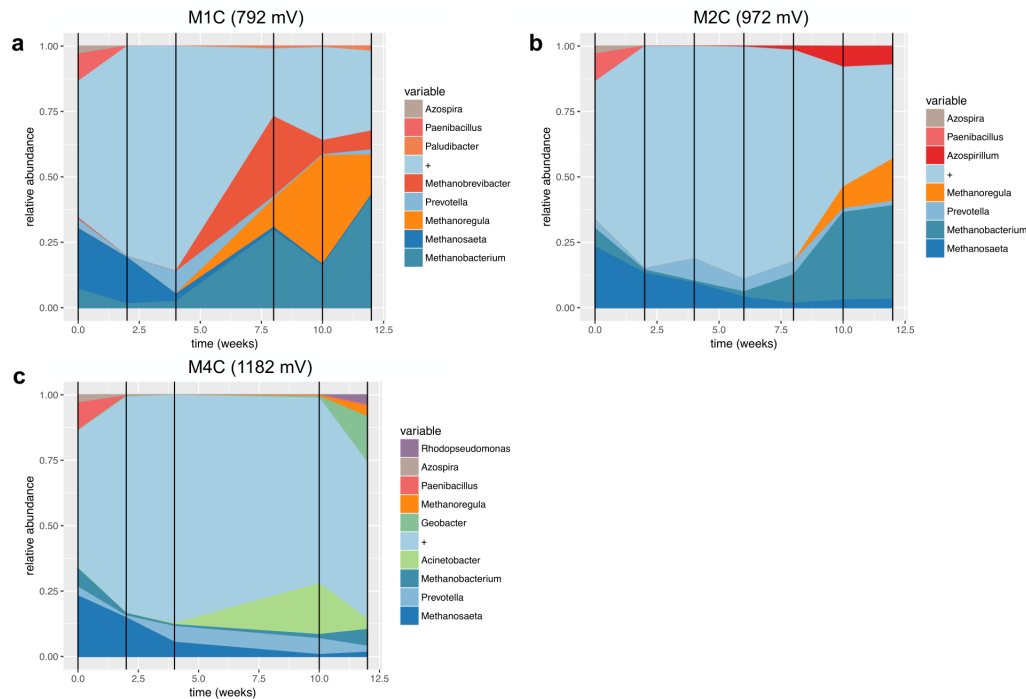 M1C (792 mV)
a
relative abundance
1.00
0.75
0.50
0.25
0.00
0.0 2.5 5.0 7.5 10.0 12.5
time (weeks)
variable
Azospira
Paenibacillus
Paludibacter
+
Methanobrevibacter
Prevotella
Methanoregula
Methanosaeta
Methanobacterium
M2C (972 mV)
b
relative abundance
1.00
0.75
0.50
0.25
0.00
0.0 2.5 5.0 7.5 10.0 12.5
time (weeks)
variable
Azospira
Paenibacillus
Azospirillum
+
Methanoregula
Prevotella
Methanobacterium
Methanosaeta
M4C (1182 mV)
c
relative abundance
1.00
0.75
0.50
0.25
0.00
0.0 2.5 5.0 7.5 10.0 12.5
time (weeks)
variable
Rhodopseudomonas
Azospira
Paenibacillus
Methanoregula
Geobacter
+
Acinetobacter
Methanobacterium
Prevotella
Methanosaeta